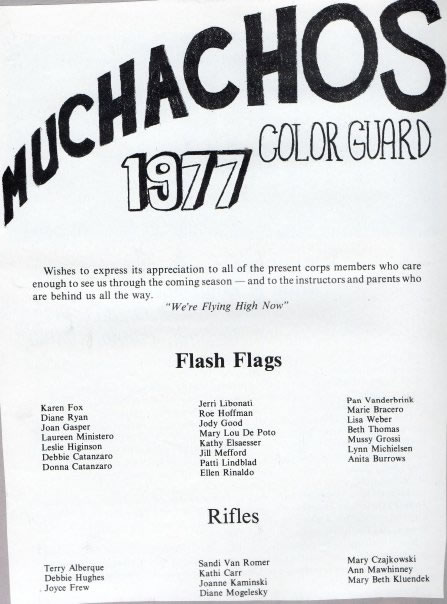 MUCHACHOS
1977 COLOR GUARD
Wishes to express its appreciation to all of the present corps members who care
enough to see us through the coming season — and to the instructors and parents who
are behind us all the way.
"We're Flying High Now"
Flash Flags
Karen Fox
Diane Ryan
Joan Gasper
Laureen Ministero
Leslie Higinson
Debbie Catanzaro
Donna Catanzaro
Jerri Libonati
Roe Hoffman
Jody Good
Mary Lou De Poto
Kathy Elsaesser
Jill Mefford
Patti Lindblad
Ellen Rinaldo
Pan Vanderbrink
Marie Bracero
Lisa Weber
Beth Thomas
Mussy Grossi
Lynn Michielsen
Anita Burrows
Rifles
Terry Alberque
Debbie Hughes
Joyce Frew
Sandi Van Romer
Kathi Carr
Joanne Kaminski
Diane Mogelesky
Mary Czajkowski
Ann Mawhinney
Mary Beth Kluendek